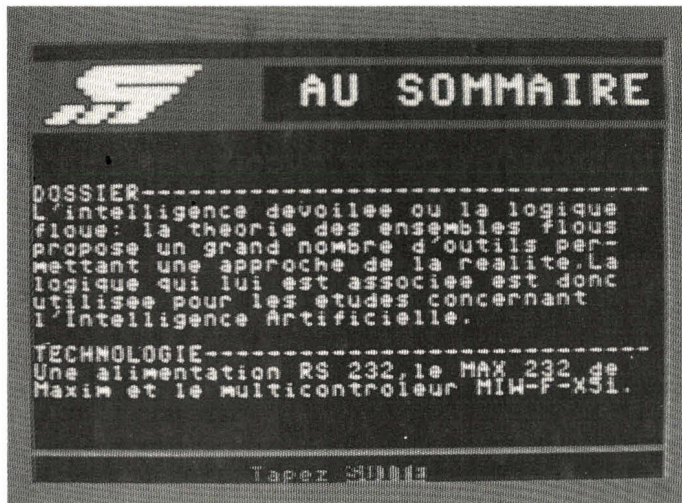 AU SOMMAIRE
DOSSIER--------------------------------
L'intelligence devoilee ou la logique
floue: la theorie des ensembles flous
propose un grand nombre d'outils per-
mettant une approche de la realite.La
logique qui lui est associee est donc
utilisee pour les etudes concernant
l'Intelligence Artificielle.
TECHNOLOGIE----------------------------
Une alimentation RS 232,le MAX 232 de
Maxim et le multicontroleur
Tapez SUITE